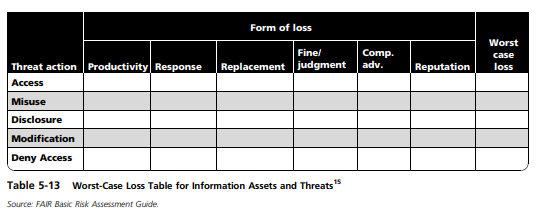 Form of loss
Threat action Productivity Response Replacement Fine/ judgment Comp. adv. Reputation Worst case loss
Access
Misuse
Disclosure
Modification
Deny Access
Table 5-13 Worst-Case Loss Table for Information Assets and Threats15
Source: FAIR Basic Risk Assessment Guide.